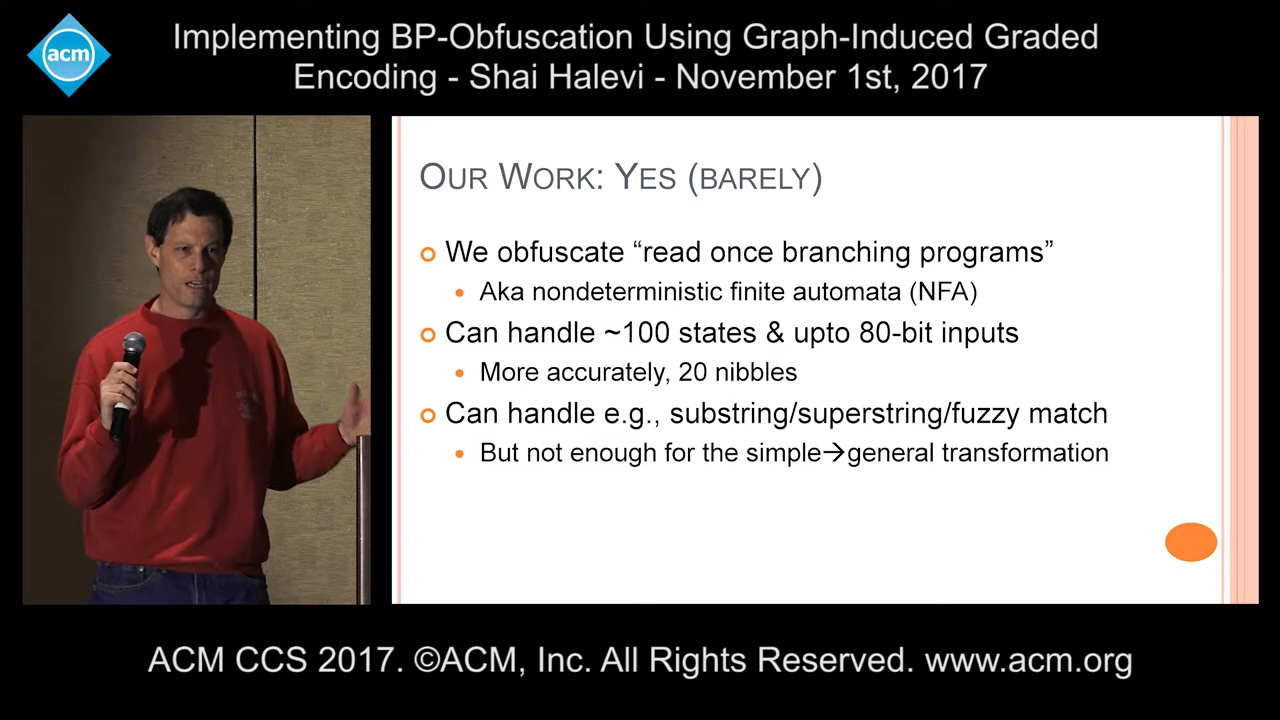 acm
Implementing BP-Obfuscation Using Graph-Induced Graded
Encoding - Shai Halevi - November 1st, 2017
OUR WORK: YES (BARELY)
We obfuscate “read once branching programs”
Aka nondeterministic finite automata (NFA)
Can handle ~100 states & upto 80-bit inputs
More accurately, 20 nibbles
Can handle e.g., substring/superstring/fuzzy match
But not enough for the simple→general transformation
ACM CCS 2017. ©ACM, Inc. All Rights Reserved. www.acm.org